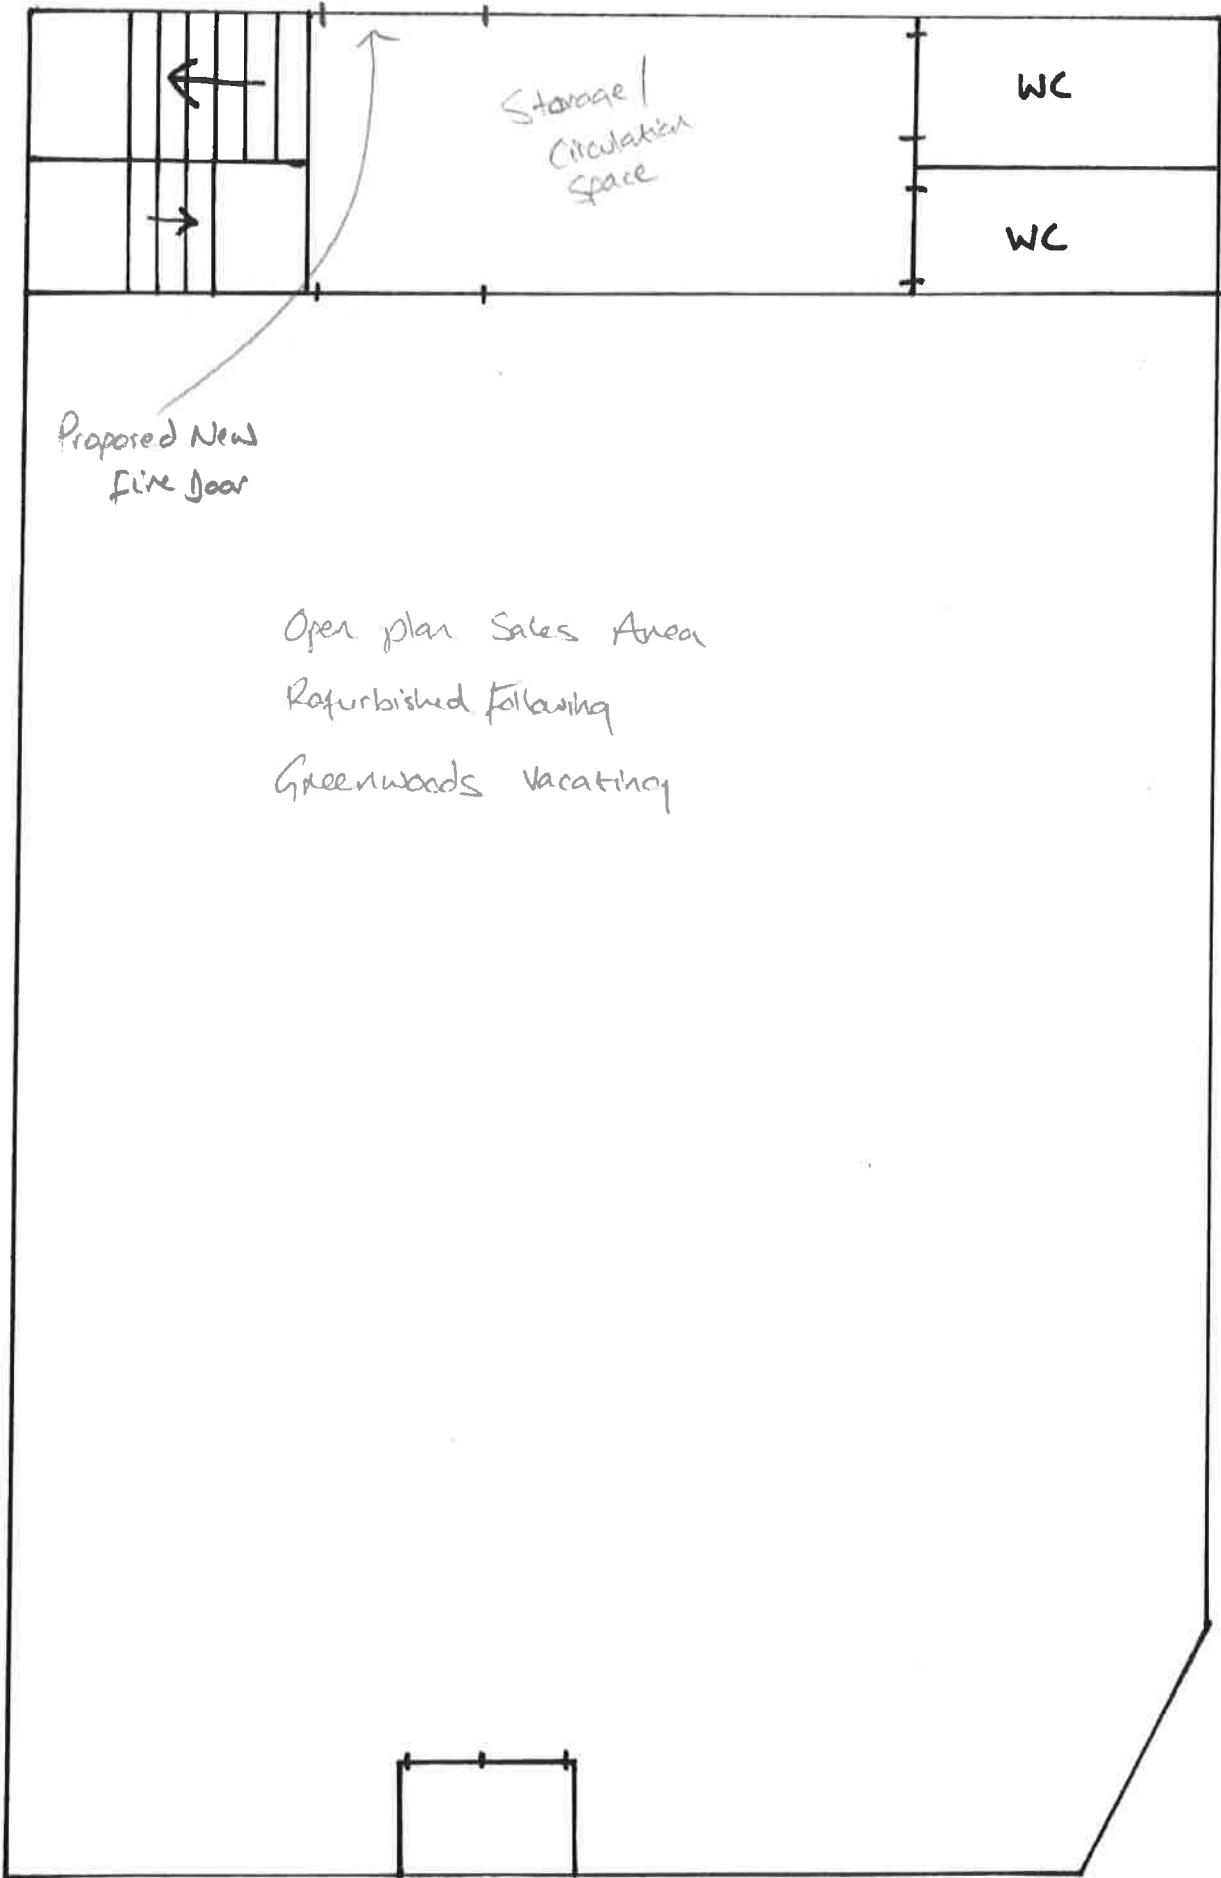 Storage /
Circulation
Space
WC
WC
Proposed New
Fire Door
Open plan Sales Area
Refurbished Following
Greenwoods Vacating